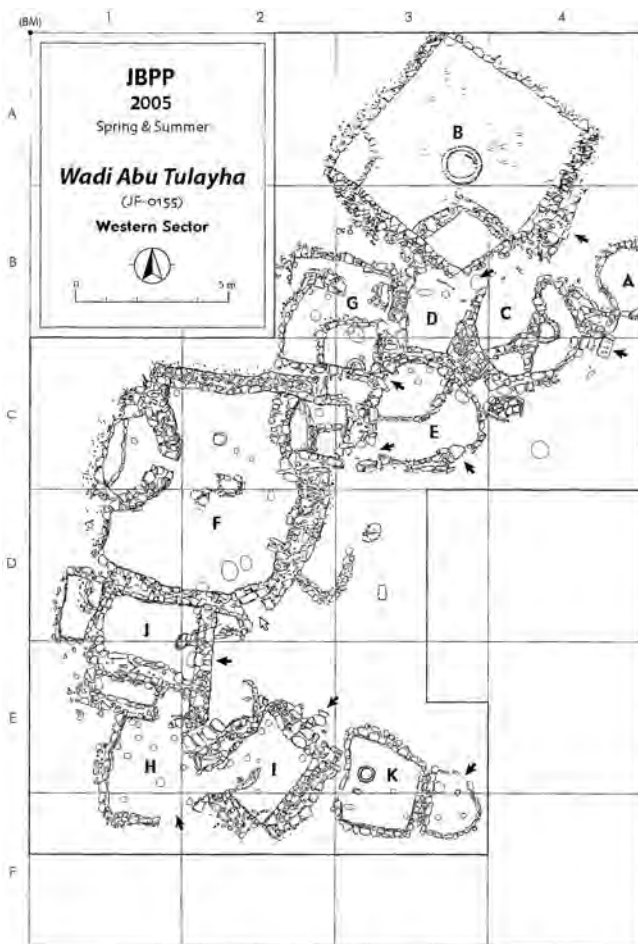 (BM) 1 2 3 4
JBPP
2005
Spring & Summer
Wadi Abu Tulayha
(JF-0155)
Western Sector
0 5 m
A
B
C
D
E
F
B
A
G
D
C
E
F
J
H
I
K